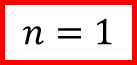 n = 1